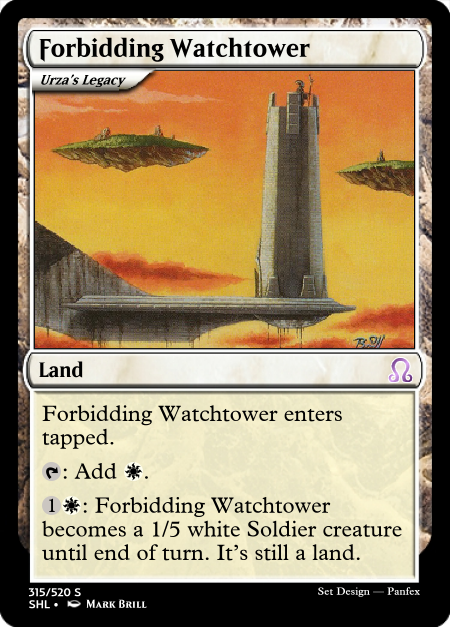 Forbidding Watchtower
Urza's Legacy
Land
Forbidding Watchtower enters
tapped.
: Add .
1 : Forbidding Watchtower
becomes a 1/5 white Soldier creature
until end of turn. It's still a land.
315/520 S
Set Design — Panfex
SHL • Mark Brill